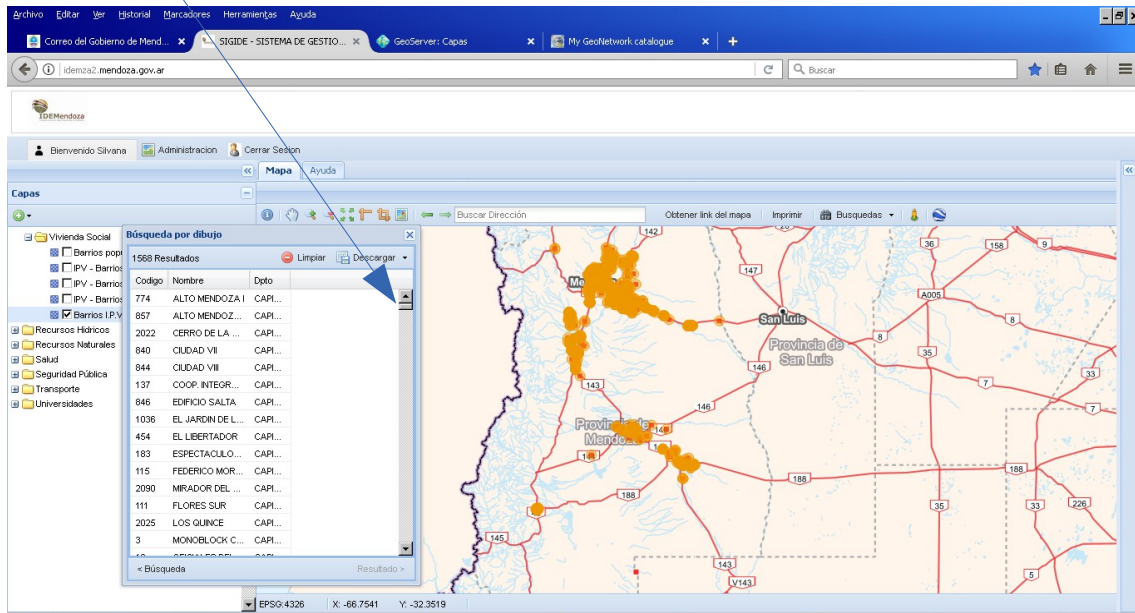 Archivo Editar Ver Historial Marcadores Herramientas Ayuda
Correo del Gobierno de Mend... SIGIDE - SISTEMA DE GESTIO... GeoServer: Capas My GeoNetwork catalogue
idemza2.mendoza.gov.ar Buscar
IDEMendoza
Bienvenido Silvana Administracion Cerrar Sesion
Mapa Ayuda
Capas
Buscar Dirección Obtener link del mapa Imprimir Busquedas
Vivienda Social
Barrios popu
IPV - Barrios
IPV - Barrios
IPV - Barrios
Barrios I.P.V
Recursos Hidricos
Recursos Naturales
Salud
Seguridad Pública
Transporte
Universidades
Búsqueda por dibujo
1568 Resultados Limpiar Descargar
Codigo Nombre Dpto
774 ALTO MENDOZA I CAPI...
857 ALTO MENDOZ... CAPI...
2022 CERRO DE LA ... CAPI...
840 CIUDAD VII CAPI...
844 CIUDAD VIII CAPI...
137 COOP. INTEGR... CAPI...
846 EDIFICIO SALTA CAPI...
1036 EL JARDIN DE L... CAPI...
454 EL LIBERTADOR CAPI...
183 ESPECTACULO... CAPI...
115 FEDERICO MOR... CAPI...
2090 MIRADOR DEL ... CAPI...
111 FLORES SUR CAPI...
2025 LOS QUINCE CAPI...
3 MONOBLOCK C... CAPI...
< Búsqueda Resultado >
142
36
158
9
147
A005
San Luis
8
8
Provincia de
San Luis
35
146
33
143
7
146
7
Provincia de
Mendoza
188
188
188
35
33
226
145
143
V143
5
EPSG:4326 X: -66.7541 Y: -32.3519